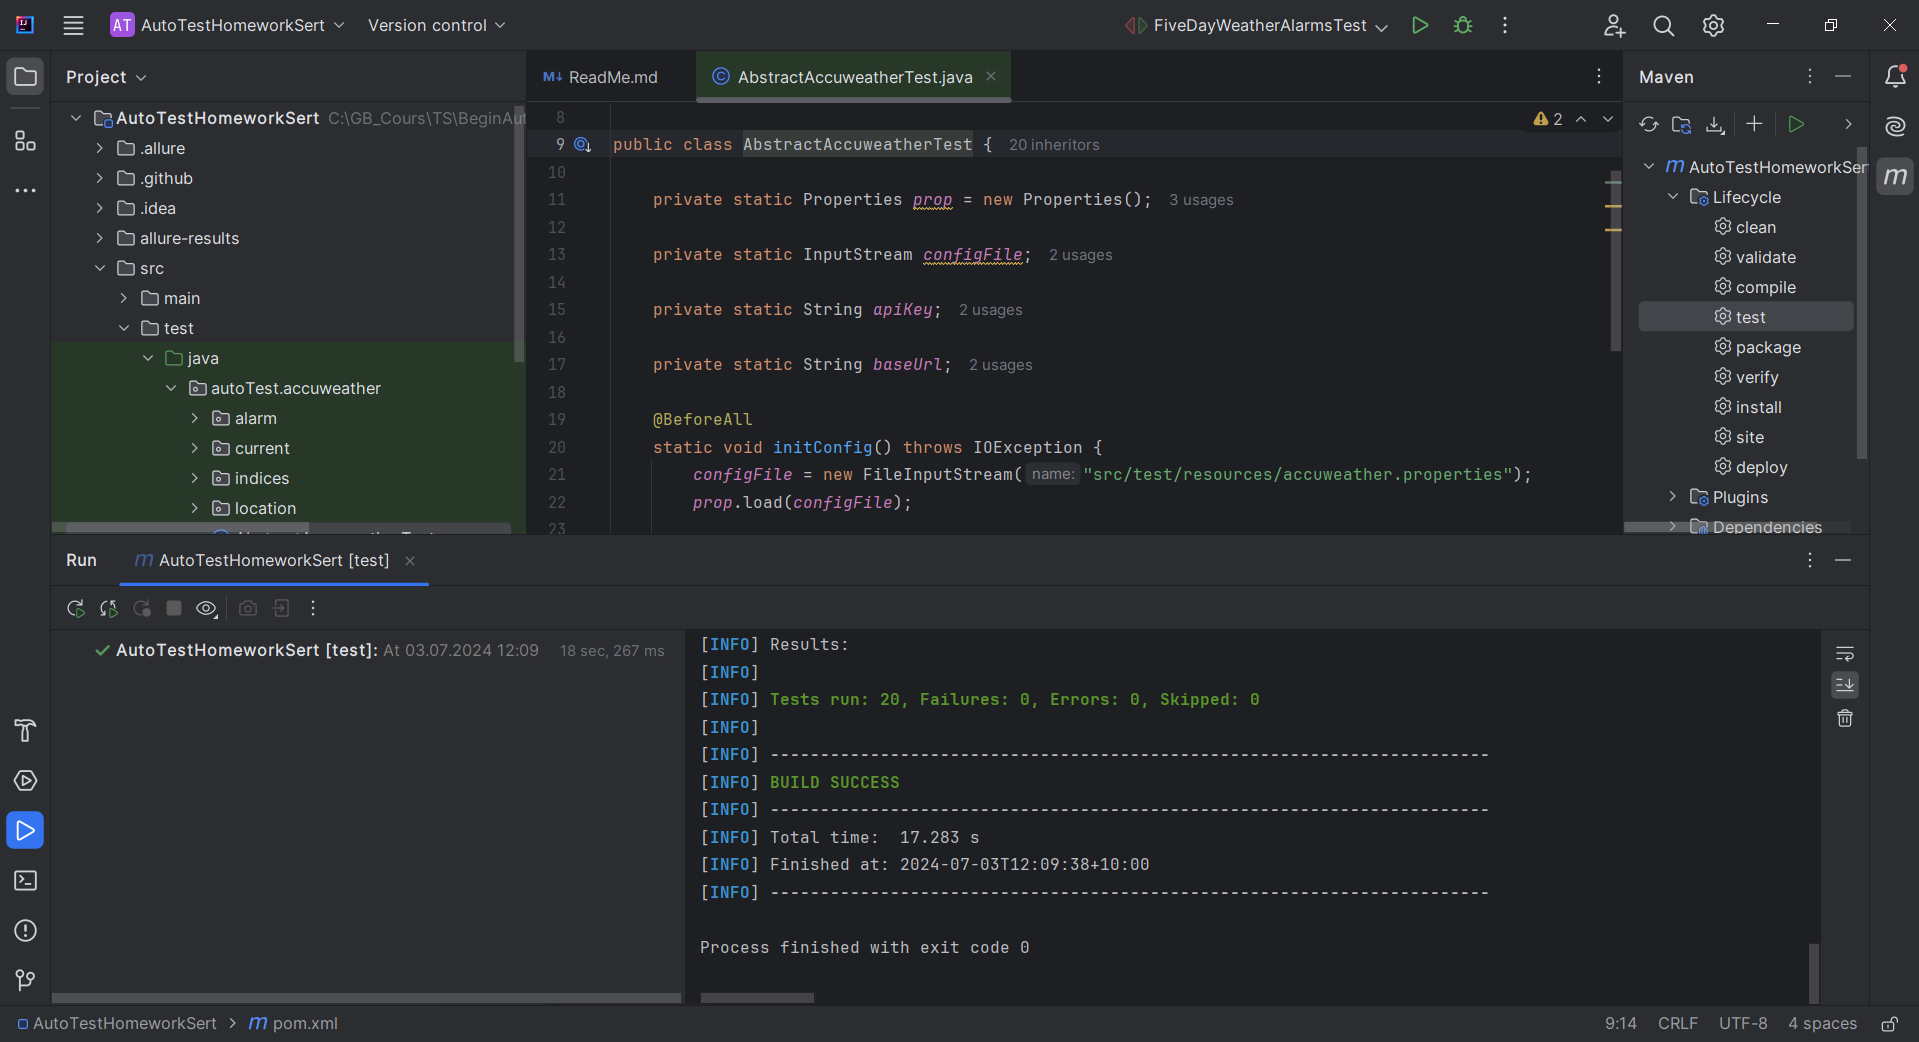 AT AutoTestHomeworkSert Version control FiveDayWeatherAlarmsTest
Project
AutoTestHomeworkSert C:\GB_Cours\TS\BeginAut
.allure
.github
.idea
allure-results
src
main
test
java
autoTest.accuweather
alarm
current
indices
location
M↓ ReadMe.md AbstractAccuweatherTest.java
2
8
9 public class AbstractAccuweatherTest { 20 inheritors
10
11 private static Properties prop = new Properties(); 3 usages
12
13 private static InputStream configFile; 2 usages
14
15 private static String apiKey; 2 usages
16
17 private static String baseUrl; 2 usages
18
19 @BeforeAll
20 static void initConfig() throws IOException {
21 configFile = new FileInputStream( name: "src/test/resources/accuweather.properties");
22 prop.load(configFile);
23
Maven
m AutoTestHomeworkSer
Lifecycle
clean
validate
compile
test
package
verify
install
site
deploy
Plugins
Dependencies
m
Run m AutoTestHomeworkSert [test]
AutoTestHomeworkSert [test]: At 03.07.2024 12:09 18 sec, 267 ms
[INFO] Results:
[INFO]
[INFO] Tests run: 20, Failures: 0, Errors: 0, Skipped: 0
[INFO]
[INFO] ------------------------------------------------------------------------
[INFO] BUILD SUCCESS
[INFO] ------------------------------------------------------------------------
[INFO] Total time:  17.283 s
[INFO] Finished at: 2024-07-03T12:09:38+10:00
[INFO] ------------------------------------------------------------------------
Process finished with exit code 0
AutoTestHomeworkSert > m pom.xml 9:14 CRLF UTF-8 4 spaces